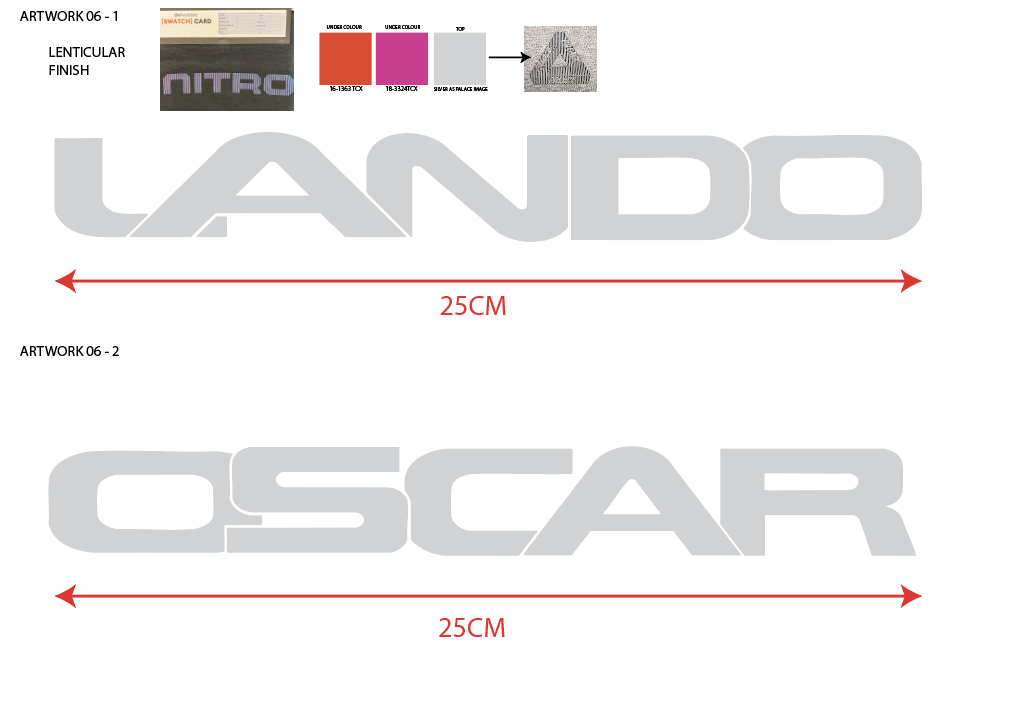 ARTWORK 06 - 1
LENTICULAR
FINISH
[SWATCH] CARD
NITRO
UNDER COLOUR
UNDER COLOUR
TOP
16-1363 TCX
18-3324TCX
SILVER AS PALACE IMAGE
LANDO
25CM
ARTWORK 06 - 2
OSCAR
25CM